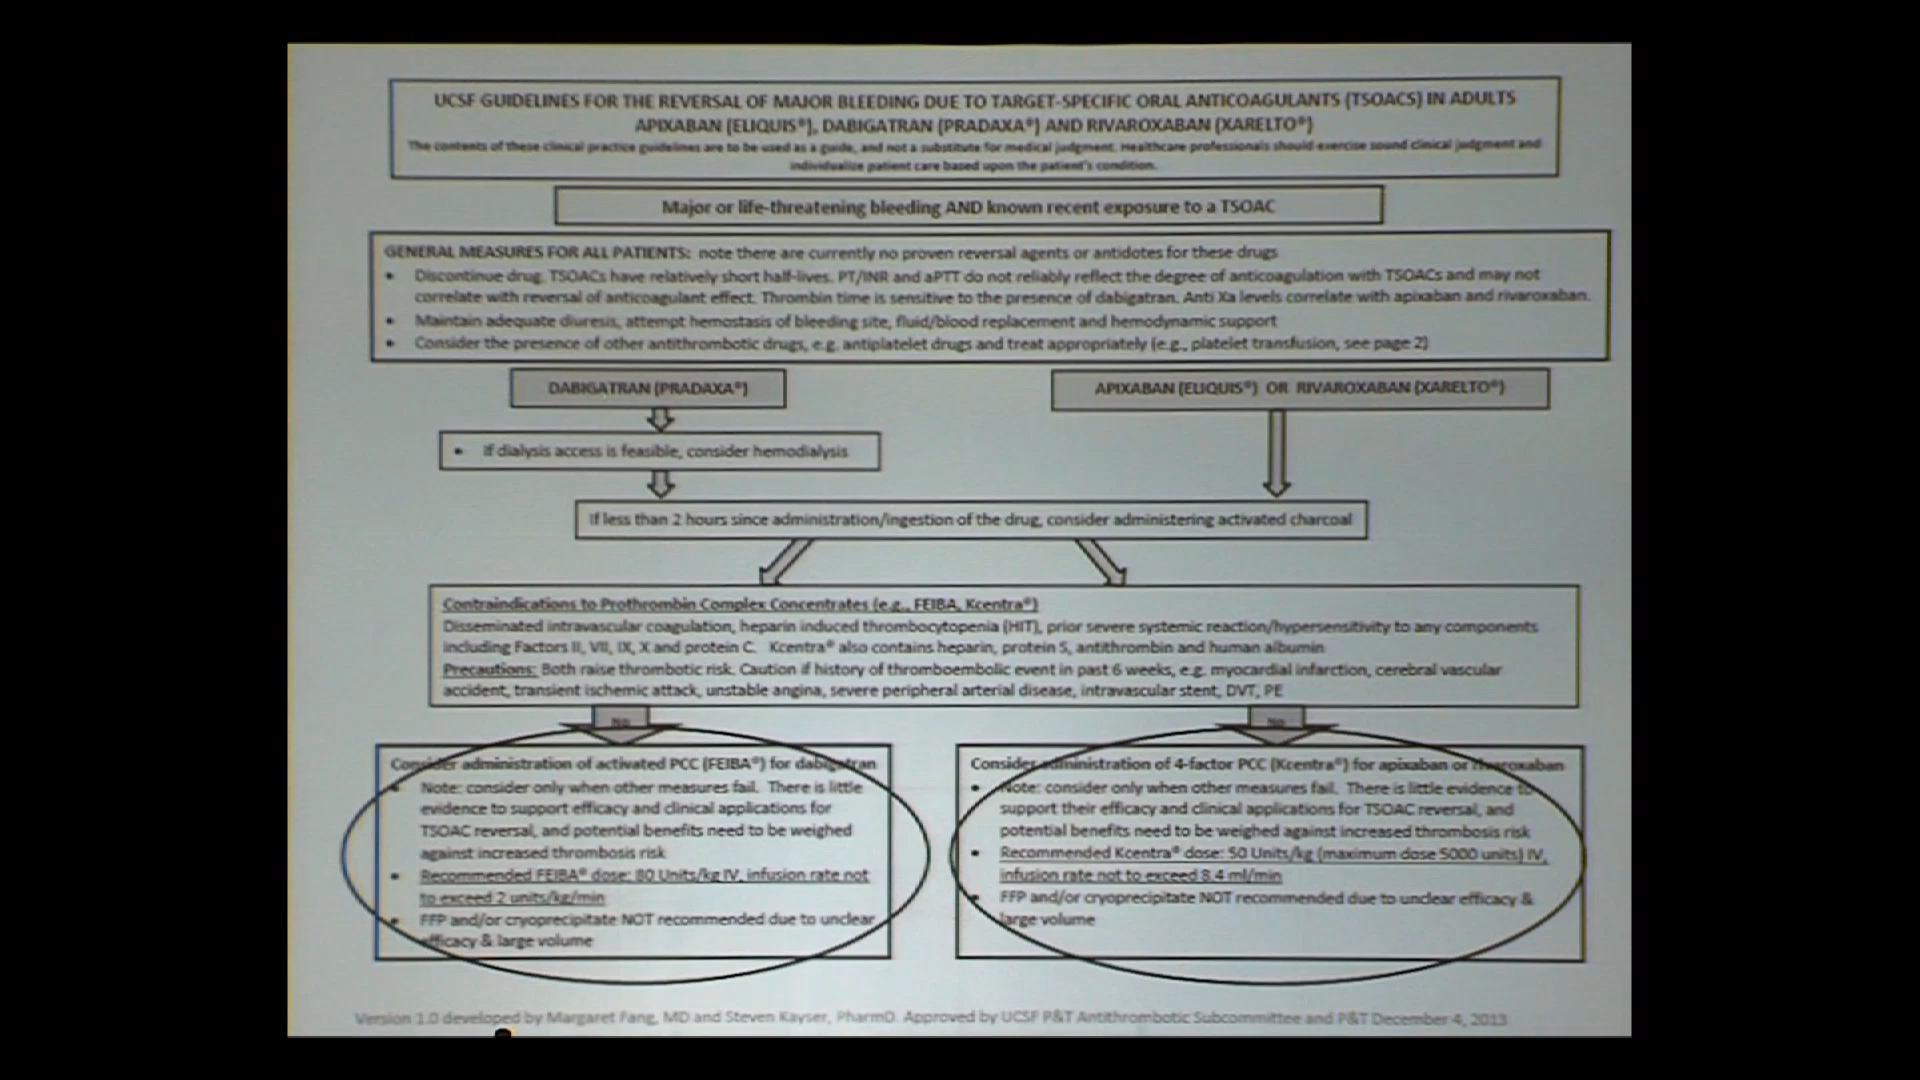 UCSF GUIDELINES FOR THE REVERSAL OF MAJOR BLEEDING DUE TO TARGET-SPECIFIC ORAL ANTICOAGULANTS (TSOACS) IN ADULTS
APIXABAN (ELIQUIS®), DABIGATRAN (PRADAXA®) AND RIVAROXABAN (XARELTO®)
The contents of these clinical practice guidelines are to be used as a guide, and not a substitute for medical judgment. Healthcare professionals should exercise sound clinical judgment and
individualize patient care based upon the patient's condition.
Major or life-threatening bleeding AND known recent exposure to a TSOAC
GENERAL MEASURES FOR ALL PATIENTS: note there are currently no proven reversal agents or antidotes for these drugs
• Discontinue drug. TSOACs have relatively short half-lives. PT/INR and aPTT do not reliably reflect the degree of anticoagulation with TSOACs and may not
correlate with reversal of anticoagulant effect. Thrombin time is sensitive to the presence of dabigatran. Anti Xa levels correlate with apixaban and rivaroxaban.
• Maintain adequate diuresis, attempt hemostasis of bleeding site, fluid/blood replacement and hemodynamic support
• Consider the presence of other antithrombotic drugs, e.g. antiplatelet drugs and treat appropriately (e.g., platelet transfusion, see page 2)
DABIGATRAN (PRADAXA®)
APIXABAN (ELIQUIS®) OR RIVAROXABAN (XARELTO®)
• If dialysis access is feasible, consider hemodialysis
If less than 2 hours since administration/ingestion of the drug, consider administering activated charcoal
Contraindications to Prothrombin Complex Concentrates (e.g., FEIBA, Kcentra®)
Disseminated intravascular coagulation, heparin induced thrombocytopenia (HIT), prior severe systemic reaction/hypersensitivity to any components
including Factors II, VII, IX, X and protein C. Kcentra® also contains heparin, protein S, antithrombin and human albumin
Precautions: Both raise thrombotic risk. Caution if history of thromboembolic event in past 6 weeks, e.g. myocardial infarction, cerebral vascular
accident, transient ischemic attack, unstable angina, severe peripheral arterial disease, intravascular stent, DVT, PE
No
No
Consider administration of activated PCC (FEIBA®) for dabigatran
• Note: consider only when other measures fail. There is little
evidence to support efficacy and clinical applications for
TSOAC reversal, and potential benefits need to be weighed
against increased thrombosis risk
• Recommended FEIBA® dose: 80 Units/kg IV, infusion rate not
to exceed 2 units/kg/min
• FFP and/or cryoprecipitate NOT recommended due to unclear
efficacy & large volume
Consider administration of 4-factor PCC (Kcentra®) for apixaban or rivaroxaban
• Note: consider only when other measures fail. There is little evidence to
support their efficacy and clinical applications for TSOAC reversal, and
potential benefits need to be weighed against increased thrombosis risk
• Recommended Kcentra® dose: 50 Units/kg (maximum dose 5000 units) IV,
infusion rate not to exceed 8.4 ml/min
• FFP and/or cryoprecipitate NOT recommended due to unclear efficacy &
large volume
Version 1.0 developed by Margaret Fang, MD and Steven Kayser, PharmD. Approved by UCSF P&T Antithrombotic Subcommittee and P&T December 4, 2013